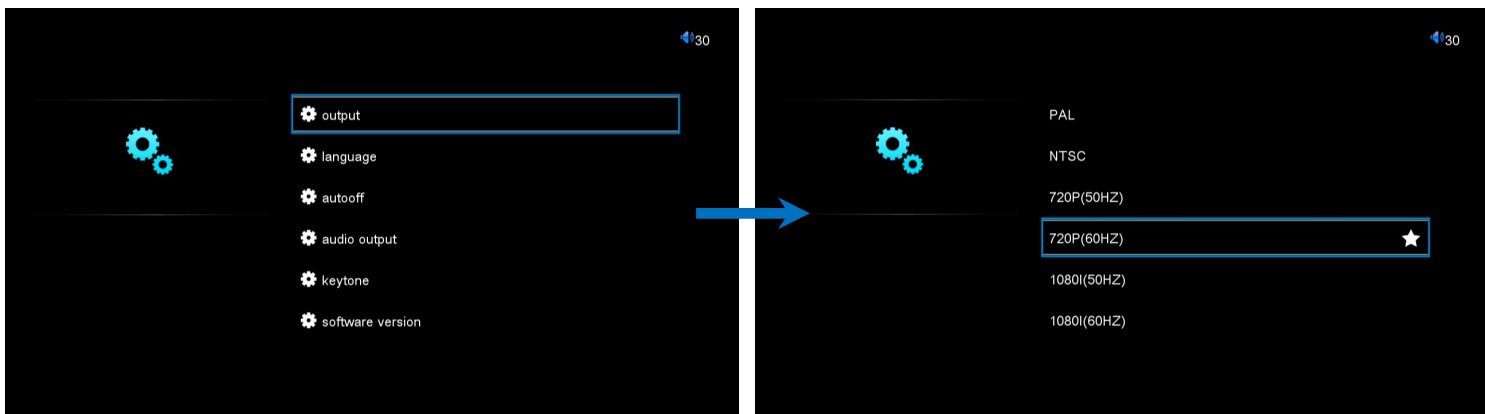 30
output
language
autooff
audio output
keytone
software version
30
PAL
NTSC
720P(50HZ)
720P(60HZ)
1080I(50HZ)
1080I(60HZ)